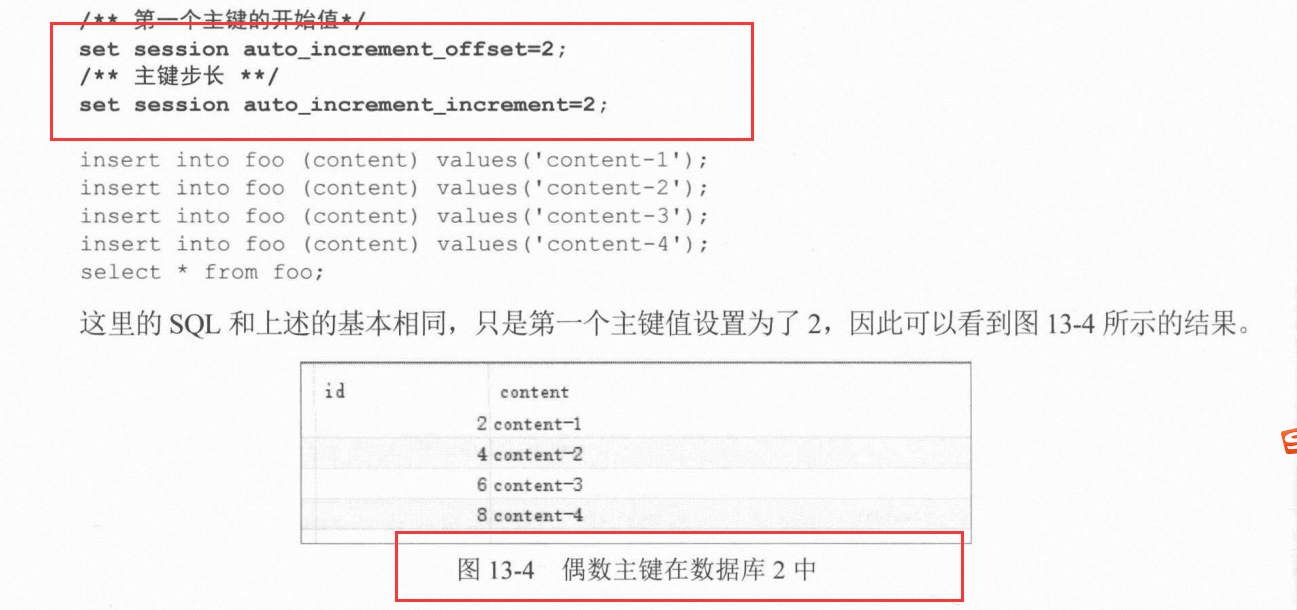 /** 第一个主键的开始值*/
set session auto_increment_offset=2;
/** 主键步长 **/
set session auto_increment_increment=2;
insert into foo (content) values('content-1');
insert into foo (content) values('content-2');
insert into foo (content) values('content-3');
insert into foo (content) values('content-4');
select * from foo;
这里的 SQL 和上述的基本相同，只是第一个主键值设置为了 2，因此可以看到图 13-4 所示的结果。
id content
2 content-1
4 content-2
6 content-3
8 content-4
图 13-4 偶数主键在数据库 2 中